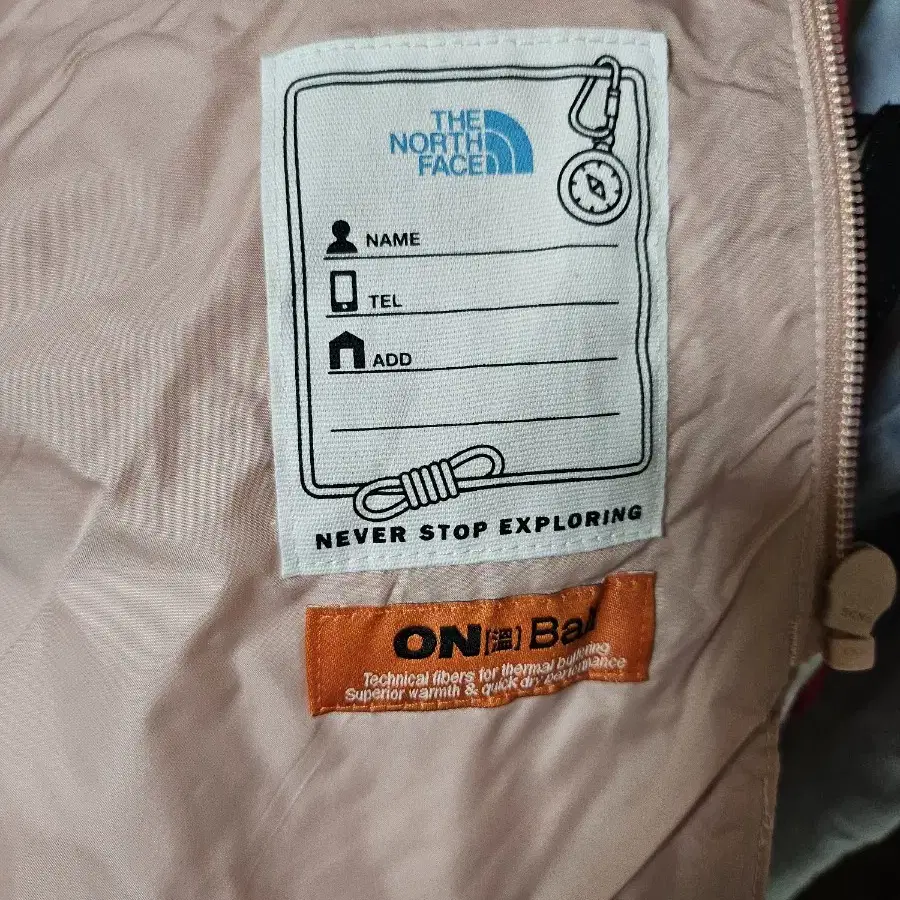 THE
NORTH
FACE
NAME
TEL
ADD
NEVER STOP EXPLORING
ON[溫] Ball
Technical fibers for thermal buffering
Superior warmth & quick dry performance